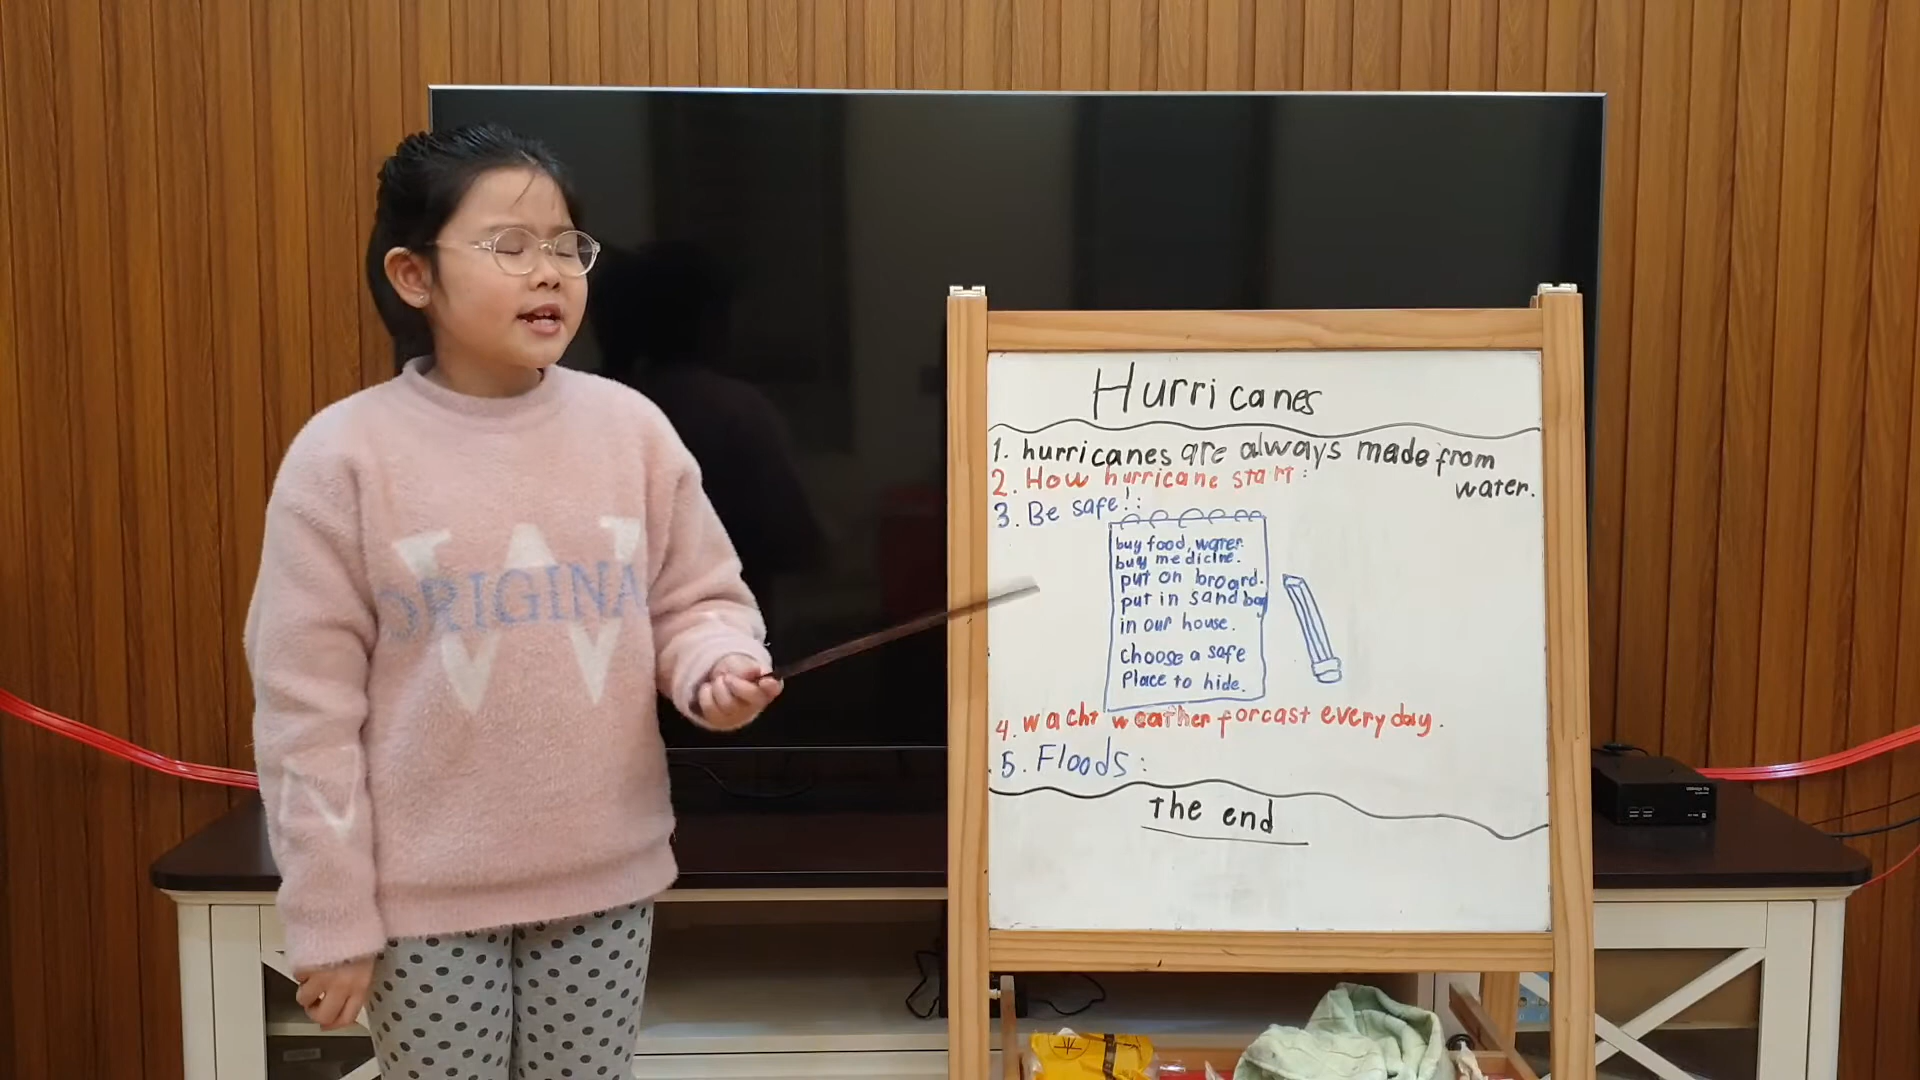 Hurricanes
1. hurricanes are always made from
water.
2. How hurricane start:
3. Be safe!:
buy food, water.
buy medicine.
put on broard.
put in sand bag
in our house.
choose a safe
place to hide.
4. wacht weather forcast every day.
5. Floods:
the end
W
ORIGINA
N